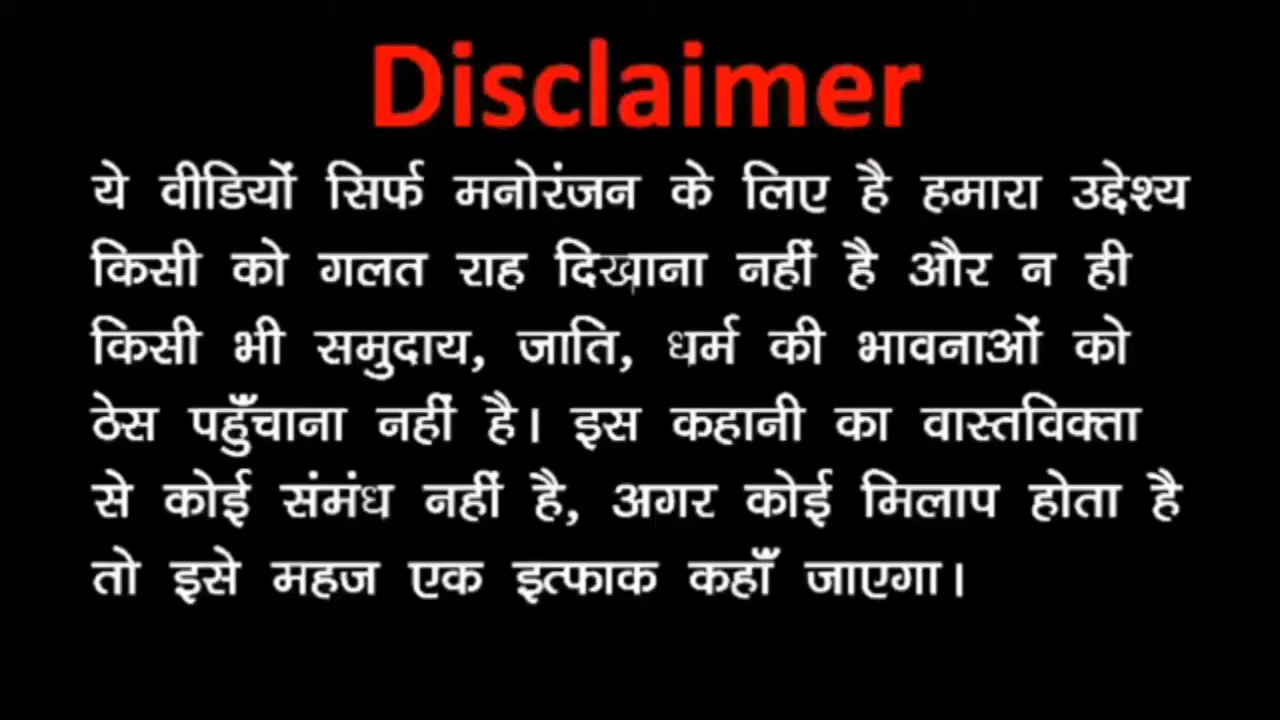 Disclaimer
ये वीडियों सिर्फ मनोरंजन के लिए है हमारा उद्देश्य
किसी को गलत राह दिखाना नहीं है और न ही
किसी भी समुदाय, जाति, धर्म की भावनाओं को
ठेस पहुँचाना नहीं है। इस कहानी का वास्तविक्ता
से कोई संमंध नहीं है, अगर कोई मिलाप होता है
तो इसे महज एक इत्फाक कहाँ जाएगा।